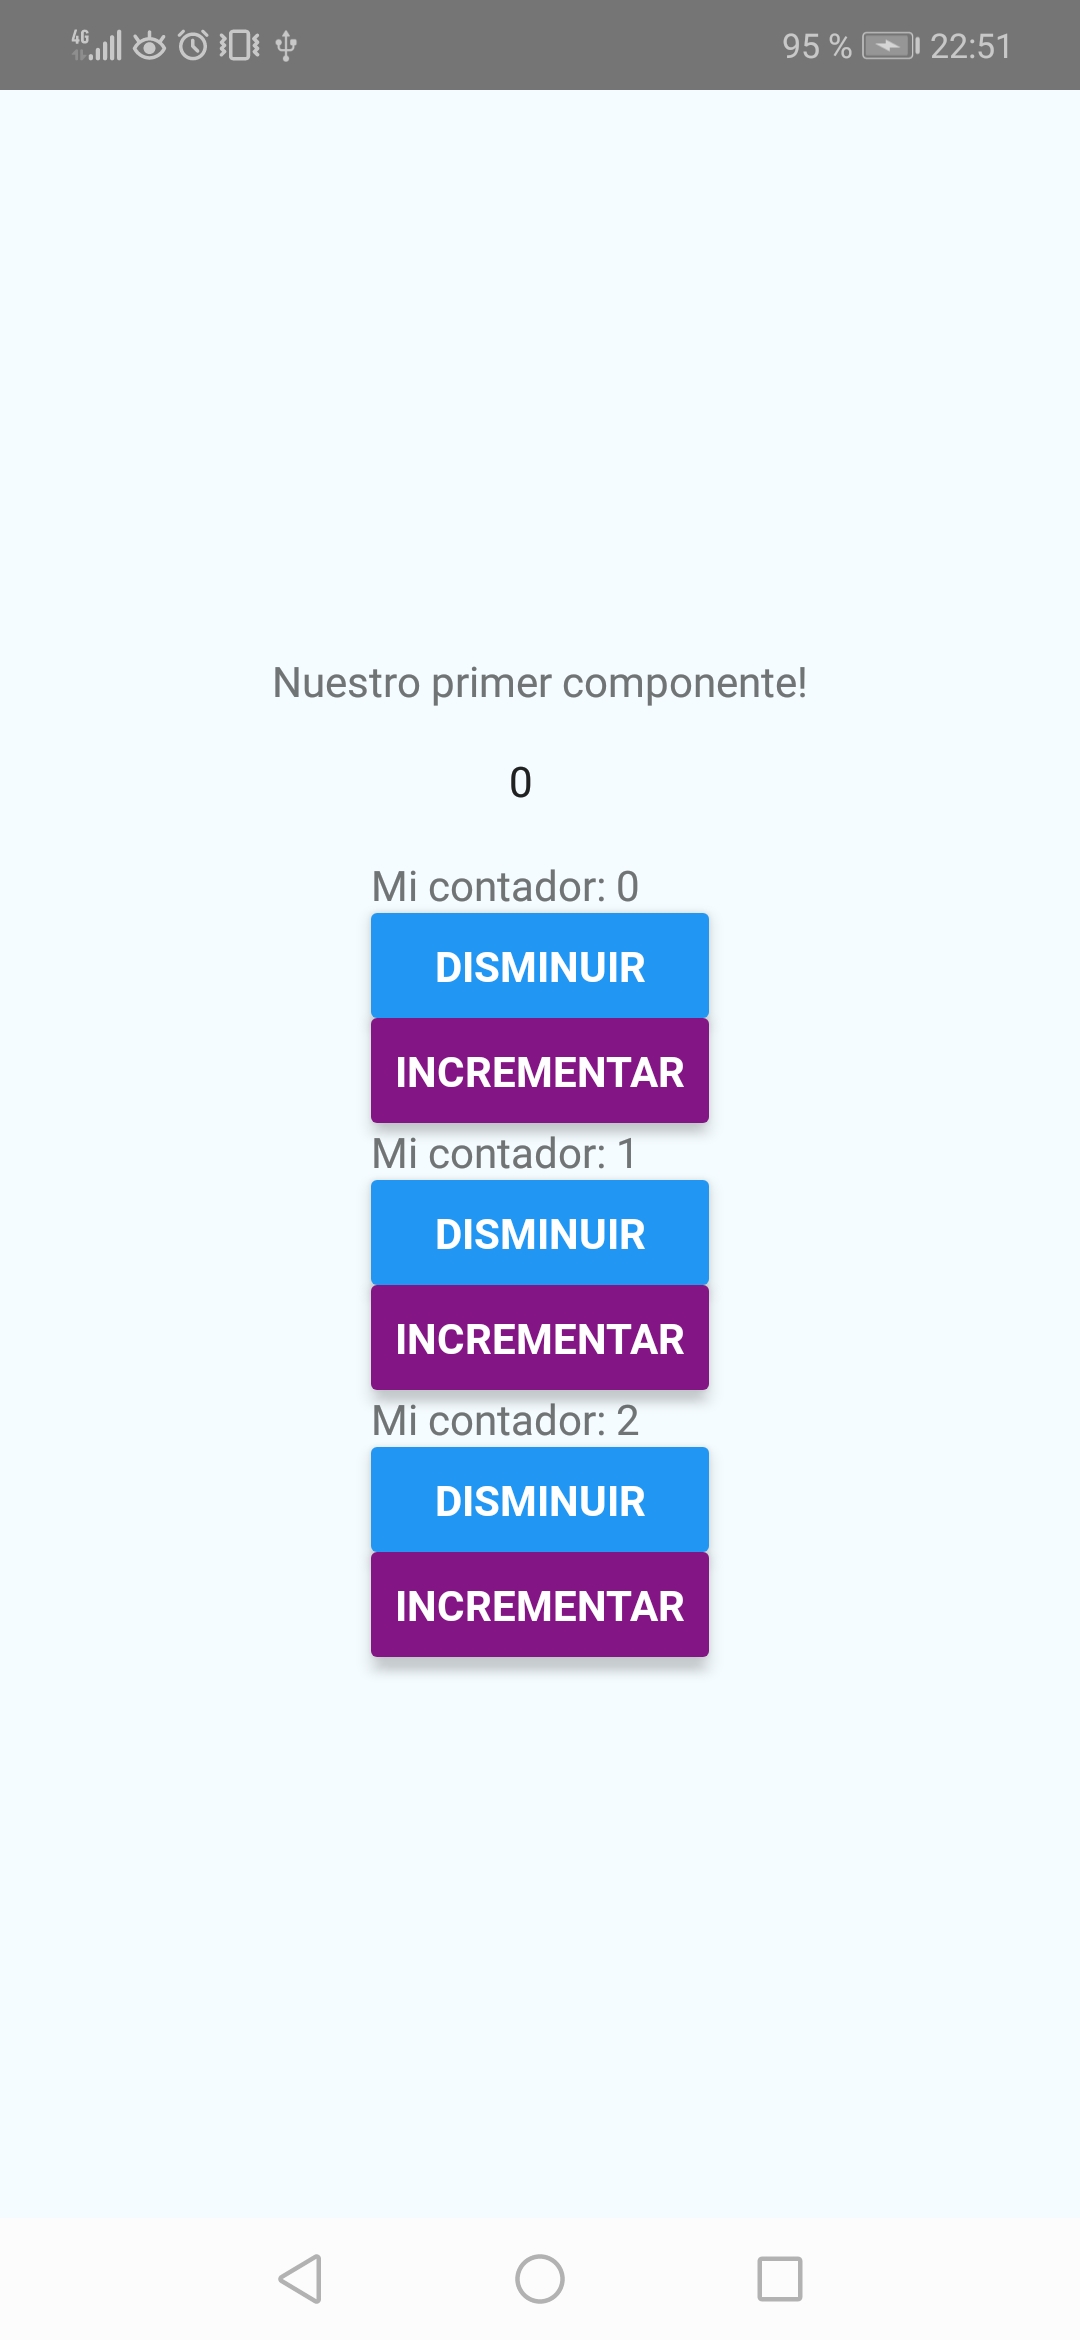 4G 95 % 22:51
Nuestro primer componente!
0
Mi contador: 0
DISMINUIR
INCREMENTAR
Mi contador: 1
DISMINUIR
INCREMENTAR
Mi contador: 2
DISMINUIR
INCREMENTAR